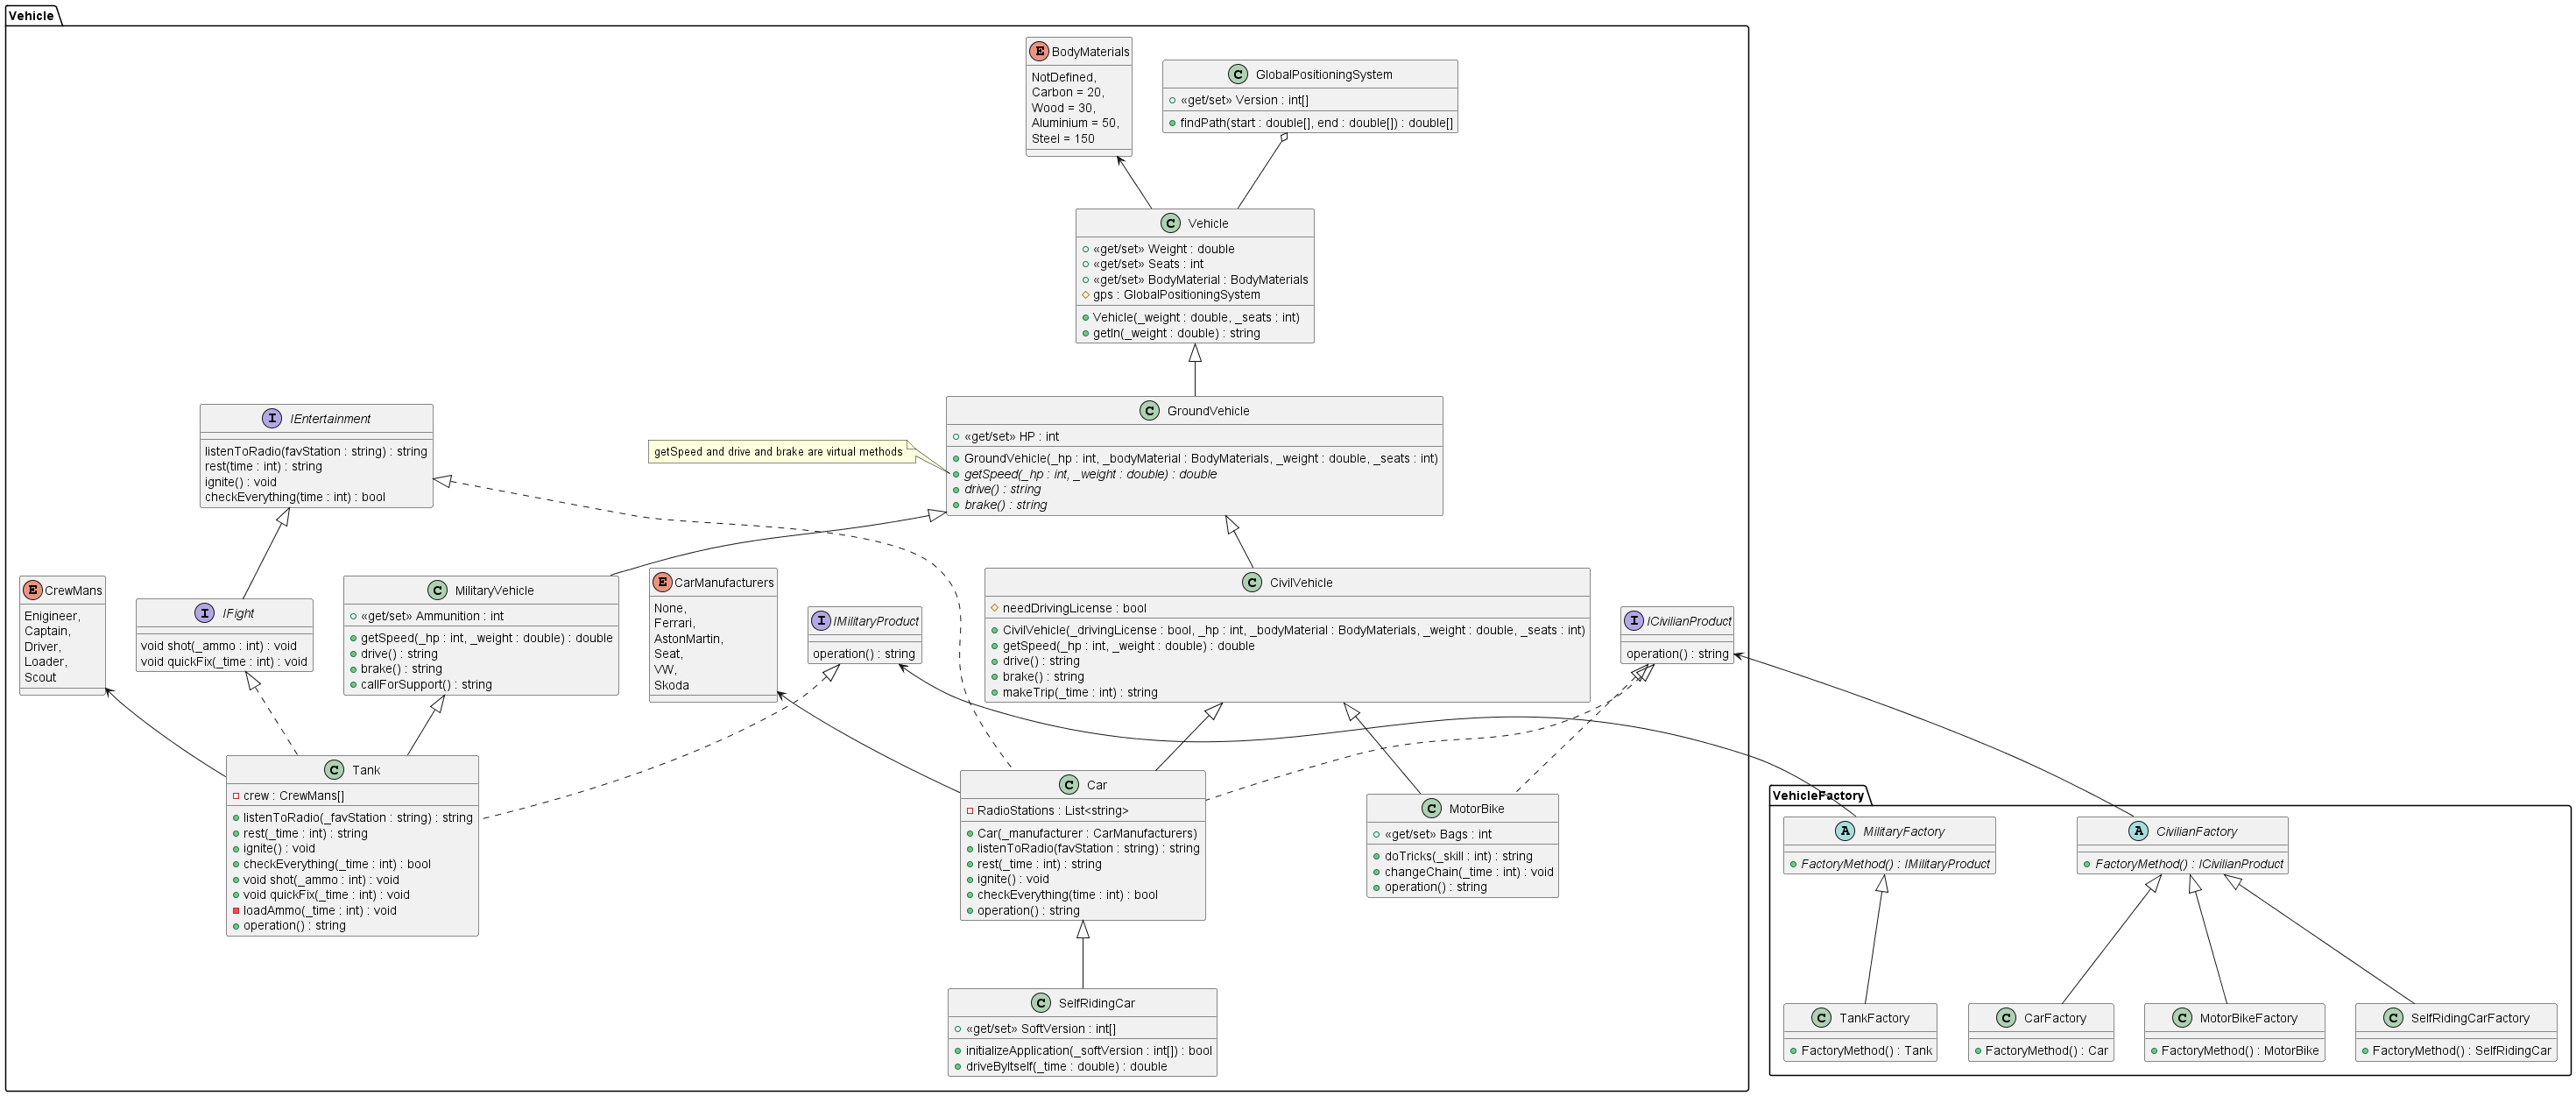 Vehicle
E BodyMaterials
NotDefined,
Carbon = 20,
Wood = 30,
Aluminium = 50,
Steel = 150
C GlobalPositioningSystem
«get/set» Version : int[]
findPath(start : double[], end : double[]) : double[]
C Vehicle
«get/set» Weight : double
«get/set» Seats : int
«get/set» BodyMaterial : BodyMaterials
gps : GlobalPositioningSystem
Vehicle(_weight : double, _seats : int)
getIn(_weight : double) : string
I IEntertainment
listenToRadio(favStation : string) : string
rest(time : int) : string
ignite() : void
checkEverything(time : int) : bool
getSpeed and drive and brake are virtual methods
C GroundVehicle
«get/set» HP : int
GroundVehicle(_hp : int, _bodyMaterial : BodyMaterials, _weight : double, _seats : int)
getSpeed(_hp : int, _weight : double) : double
drive() : string
brake() : string
E CrewMans
Enigineer,
Captain,
Driver,
Loader,
Scout
I IFight
void shot(_ammo : int) : void
void quickFix(_time : int) : void
C MilitaryVehicle
«get/set» Ammunition : int
getSpeed(_hp : int, _weight : double) : double
drive() : string
brake() : string
callForSupport() : string
E CarManufacturers
None,
Ferrari,
AstonMartin,
Seat,
VW,
Skoda
I IMilitaryProduct
operation() : string
C CivilVehicle
needDrivingLicense : bool
CivilVehicle(_drivingLicense : bool, _hp : int, _bodyMaterial : BodyMaterials, _weight : double, _seats : int)
getSpeed(_hp : int, _weight : double) : double
drive() : string
brake() : string
makeTrip(_time : int) : string
I ICivilianProduct
operation() : string
C Tank
crew : CrewMans[]
listenToRadio(_favStation : string) : string
rest(_time : int) : string
ignite() : void
checkEverything(_time : int) : bool
void shot(_ammo : int) : void
void quickFix(_time : int) : void
loadAmmo(_time : int) : void
operation() : string
C Car
RadioStations : List<string>
Car(_manufacturer : CarManufacturers)
listenToRadio(favStation : string) : string
rest(_time : int) : string
ignite() : void
checkEverything(time : int) : bool
operation() : string
C MotorBike
«get/set» Bags : int
doTricks(_skill : int) : string
changeChain(_time : int) : void
operation() : string
C SelfRidingCar
«get/set» SoftVersion : int[]
initializeApplication(_softVersion : int[]) : bool
driveByItself(_time : double) : double
VehicleFactory
A MilitaryFactory
FactoryMethod() : IMilitaryProduct
A CivilianFactory
FactoryMethod() : ICivilianProduct
C TankFactory
FactoryMethod() : Tank
C CarFactory
FactoryMethod() : Car
C MotorBikeFactory
FactoryMethod() : MotorBike
C SelfRidingCarFactory
FactoryMethod() : SelfRidingCar